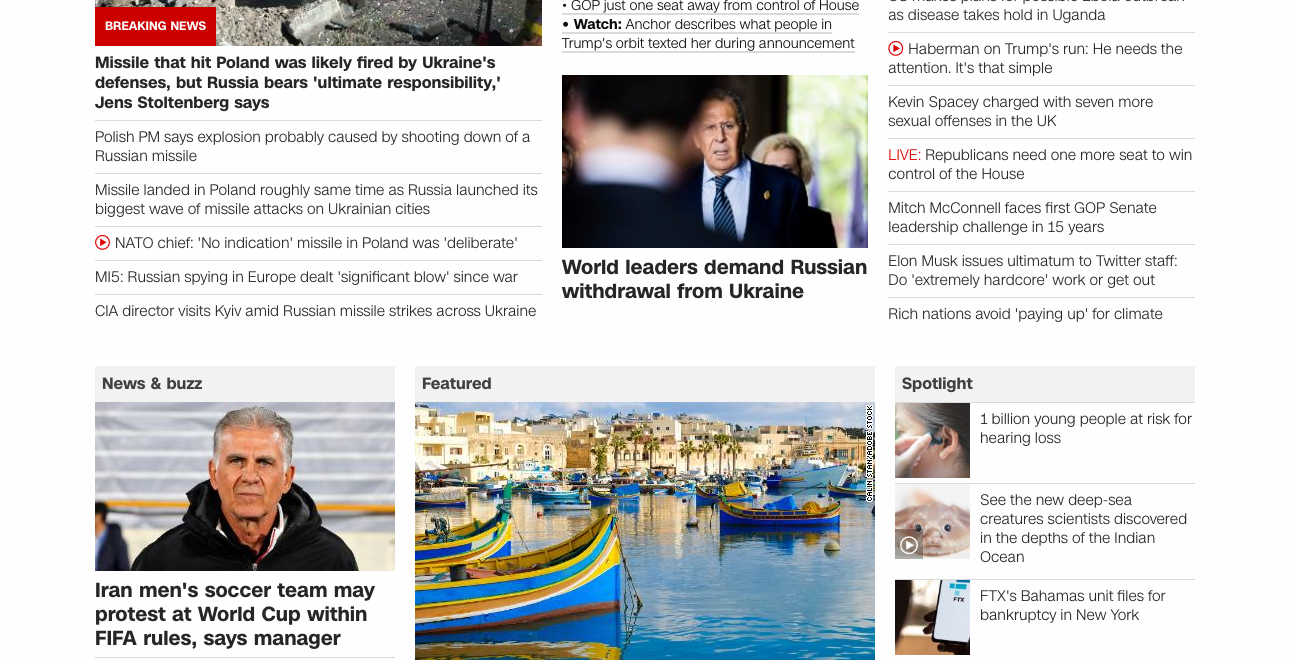 BREAKING NEWS
Missile that hit Poland was likely fired by Ukraine's
defenses, but Russia bears 'ultimate responsibility,'
Jens Stoltenberg says
Polish PM says explosion probably caused by shooting down of a
Russian missile
Missile landed in Poland roughly same time as Russia launched its
biggest wave of missile attacks on Ukrainian cities
NATO chief: 'No indication' missile in Poland was 'deliberate'
MI5: Russian spying in Europe dealt 'significant blow' since war
CIA director visits Kyiv amid Russian missile strikes across Ukraine
• GOP just one seat away from control of House
• Watch: Anchor describes what people in
Trump's orbit texted her during announcement
World leaders demand Russian
withdrawal from Ukraine
US makes plans for possible Ebola outbreak
as disease takes hold in Uganda
Haberman on Trump's run: He needs the
attention. It's that simple
Kevin Spacey charged with seven more
sexual offenses in the UK
LIVE: Republicans need one more seat to win
control of the House
Mitch McConnell faces first GOP Senate
leadership challenge in 15 years
Elon Musk issues ultimatum to Twitter staff:
Do 'extremely hardcore' work or get out
Rich nations avoid 'paying up' for climate
News & buzz
Iran men's soccer team may
protest at World Cup within
FIFA rules, says manager
Featured
CALIN STAN/ADOBE STOCK
Spotlight
1 billion young people at risk for
hearing loss
See the new deep-sea
creatures scientists discovered
in the depths of the Indian
Ocean
FTX
FTX's Bahamas unit files for
bankruptcy in New York